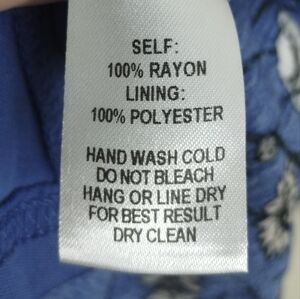 SELF:
100% RAYON
LINING:
100% POLYESTER
HAND WASH COLD
DO NOT BLEACH
HANG OR LINE DRY
FOR BEST RESULT
DRY CLEAN